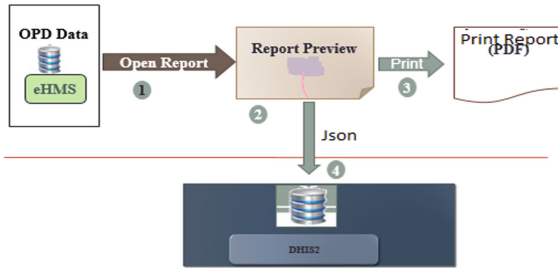 OPD Data
eHMS
Open Report
1
Report Preview
2
Print
3
Print Report
(PDF)
Json
4
DHIS2